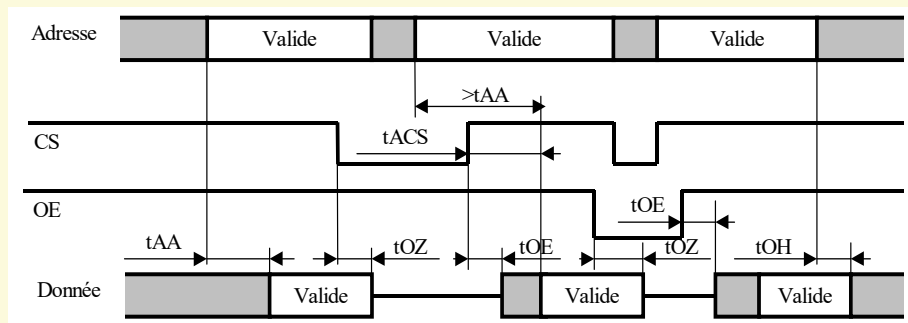 Adresse Valide Valide Valide
>tAA
CS
tACS
OE
tOE
tAA tOZ tOE tOZ tOH
Donnée Valide Valide Valide